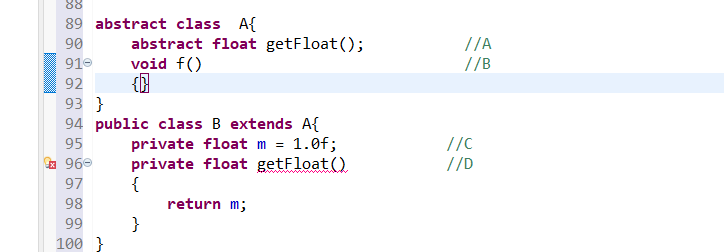 88
89 abstract class  A{
90     abstract float getFloat();            //A
91     void f()                              //B
92     {}
93 }
94 public class B extends A{
95     private float m = 1.0f;             //C
96     private float getFloat()            //D
97     {
98         return m;
99     }
100 }